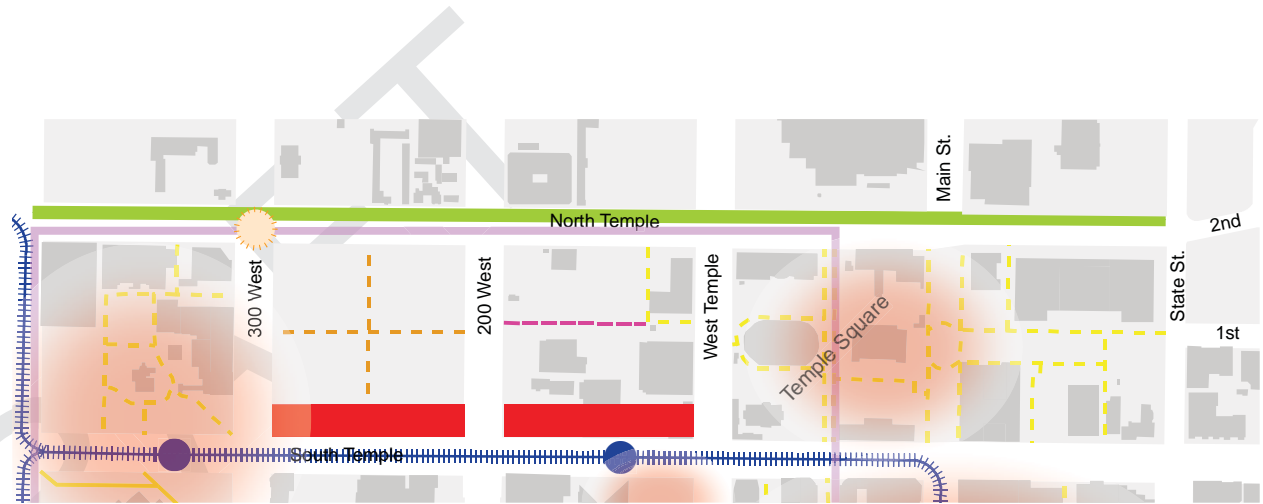 Main St.
North Temple
2nd
300 West
200 West
West Temple
State St.
Temple Square
1st
South Temple